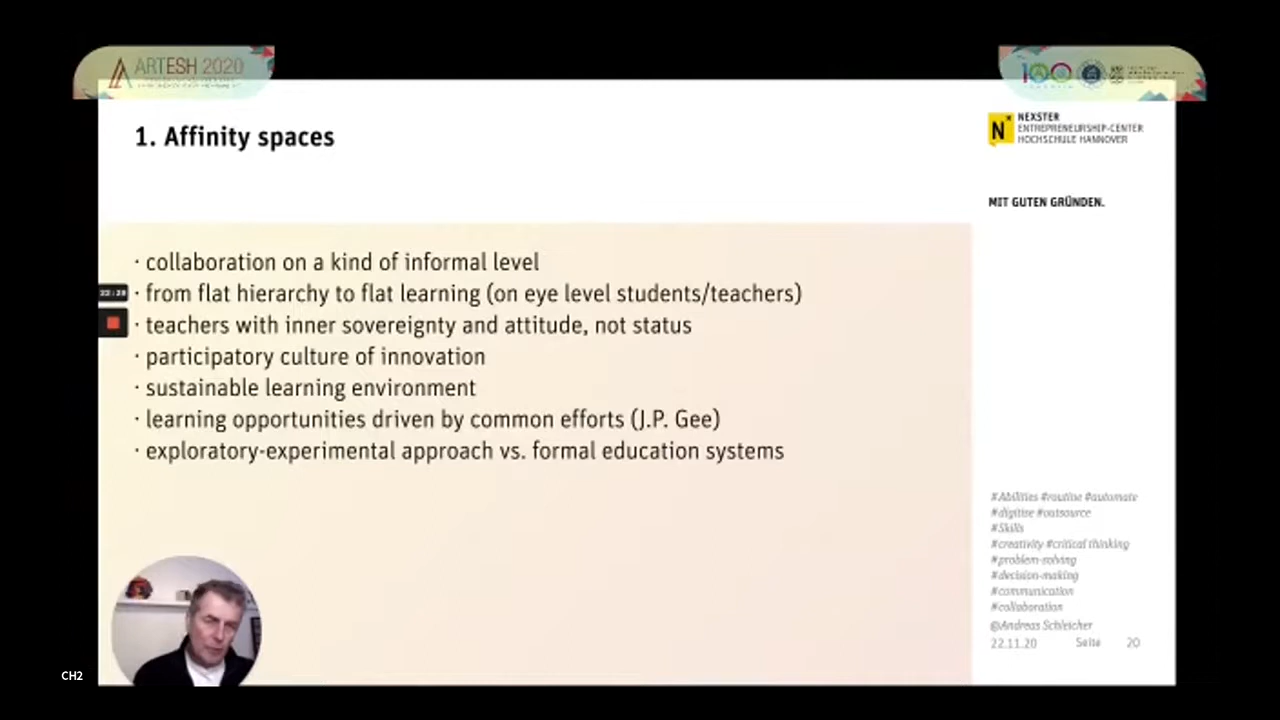 ARTESH 2020
100
1. Affinity spaces
N
NEXSTER
ENTREPRENEURSHIP-CENTER
HOCHSCHULE HANNOVER
MIT GUTEN GRÜNDEN.
· collaboration on a kind of informal level
22:29
· from flat hierarchy to flat learning (on eye level students/teachers)
· teachers with inner sovereignty and attitude, not status
· participatory culture of innovation
· sustainable learning environment
· learning opportunities driven by common efforts (J.P. Gee)
· exploratory-experimental approach vs. formal education systems
#Abilities #routine #automate
#digitise #outsource
#Skills
#creativity #critical thinking
#problem-solving
#decision-making
#communication
#collaboration
@Andreas Schleicher
22.11.20 Seite 20
CH2